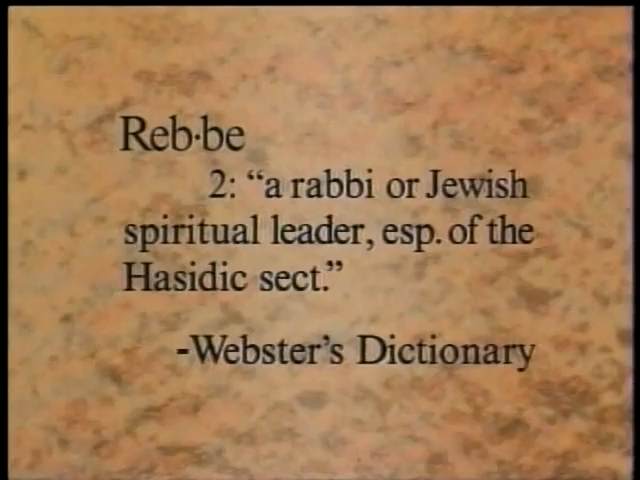 Reb·be
2: “a rabbi or Jewish
spiritual leader, esp. of the
Hasidic sect.”
-Webster’s Dictionary